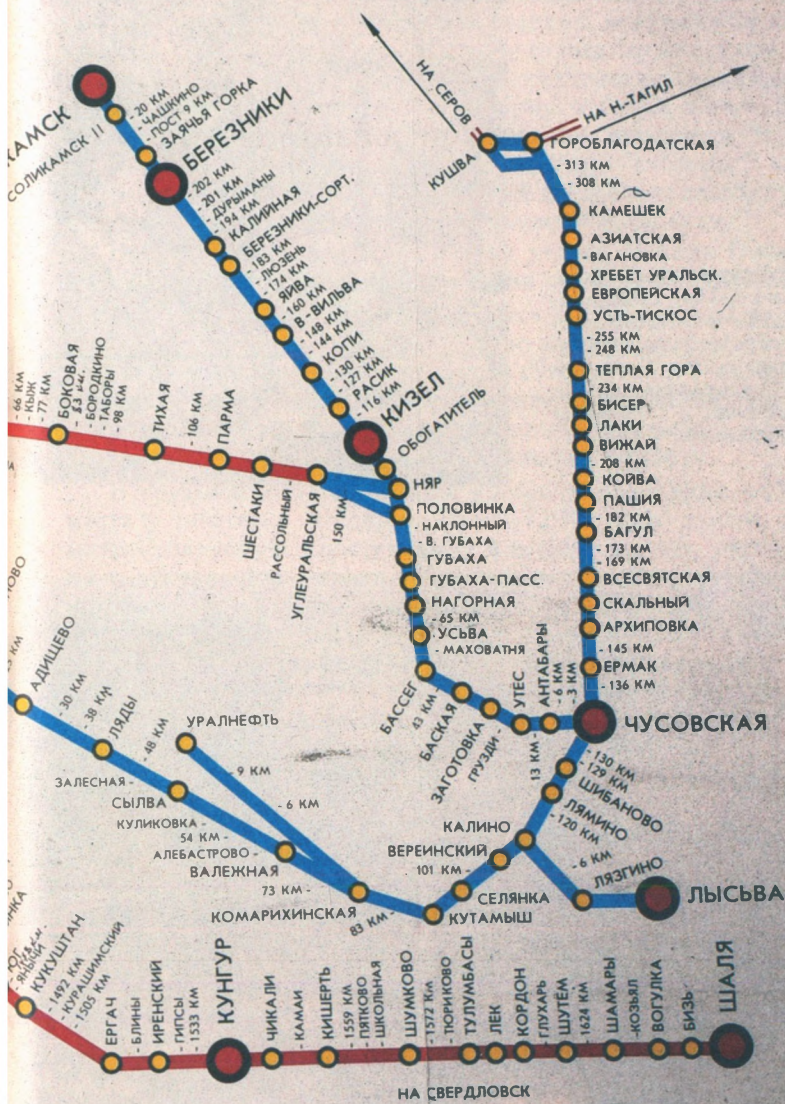 КАМСК
СОЛИКАМСК II
- 20 КМ
- ЧАШКИНО
- ПОСТ 9 КМ
ЗАЯЧЬЯ ГОРКА
БЕРЕЗНИКИ
- 202 КМ
- 201 КМ
- ДУРЫМАНЫ
- 194 КМ
КАЛИЙНАЯ
БЕРЕЗНИКИ-СОРТ.
- 183 КМ
- ЛЮЗЕНЬ
- 174 КМ
ЯЙВА
- 160 КМ
В-ВИЛЬВА
- 148 КМ
- 144 КМ
КОПИ
- 130 КМ
- 127 КМ
РАСИК
- 116 КМ
КИЗЕЛ
ОБОГАТИТЕЛЬ
НЯР
ПОЛОВИНКА
- НАКЛОННЫЙ
- В. ГУБАХА
ГУБАХА
ГУБАХА-ПАСС.
НАГОРНАЯ
- 65 КМ
УСЬВА
- МАХОВАТНЯ
БАССЕГ
43 КМ -
БАСКАЯ
ЗАГОТОВКА
ГРУЗДИ -
УТЁС
13 КМ -
АНТАБАРЫ
- 6 КМ
- 3 КМ
ЧУСОВСКАЯ
НА СЕРОВ
НА Н.-ТАГИЛ
КУШВА
ГОРОБЛАГОДАТСКАЯ
- 313 КМ
- 308 КМ
КАМЕШЕК
АЗИАТСКАЯ
- ВАГАНОВКА
ХРЕБЕТ УРАЛЬСК.
ЕВРОПЕЙСКАЯ
УСТЬ-ТИСКОС
- 255 КМ
- 248 КМ
ТЕПЛАЯ ГОРА
- 234 КМ
БИСЕР
ЛАКИ
ВИЖАЙ
- 208 КМ
КОЙВА
ПАШИЯ
- 182 КМ
БАГУЛ
- 173 КМ
- 169 КМ
ВСЕСВЯТСКАЯ
СКАЛЬНЫЙ
АРХИПОВКА
- 145 КМ
ЕРМАК
- 136 КМ
- 66 КМ
- КЫЖ
- 77 КМ
БОКОВАЯ
- БОРОДКИНО
- ТАБОРЫ
- 98 КМ
ТИХАЯ
- 106 КМ
ПАРМА
ШЕСТАКИ
РАССОЛЬНЫЙ -
УГЛЕУРАЛЬСКАЯ
150 КМ
ОВО
АДИЩЕВО
- 30 КМ
- 38 КМ
ЛЯДЫ
- 48 КМ
УРАЛНЕФТЬ
- 9 КМ
- 6 КМ
ЗАЛЕСНАЯ -
СЫЛВА
КУЛИКОВКА -
54 КМ -
АЛЕБАСТРОВО -
ВАЛЕЖНАЯ
73 КМ -
КОМАРИХИНСКАЯ
83 КМ -
КУТАМЫШ
СЕЛЯНКА
101 КМ -
ВЕРЕИНСКИЙ
КАЛИНО
- 120 КМ
ЛЯМИНО
ШИБАНОВО
- 129 КМ
- 130 КМ
- 6 КМ
ЛЯЗГИНО
ЛЫСЬВА
НКА
ЮГ
- ЯНЫЧИ
КУКУШТАН
- 1492 КМ
- КУРАШИМСКИЙ
- 1505 КМ
ЕРГАЧ
- БЛИНЫ
ИРЕНСКИЙ
- ГИПСЫ
- 1533 КМ
КУНГУР
ЧИКАЛИ
- КАМАИ
КИШЕРТЬ
- 1559 КМ
- ПЯТКОВО
- ШКОЛЬНАЯ
ШУМКОВО
- 1572 КМ
- ТЮРИКОВО
ТУЛУМБАСЫ
ЛЁК
КОРДОН
- ГЛУХАРЬ
ШУТЁМ
- 1624 КМ
ШАМАРЫ
- КОЗЬЯЛ
ВОГУЛКА
БИЗЬ
ШАЛЯ
НА СВЕРДЛОВСК